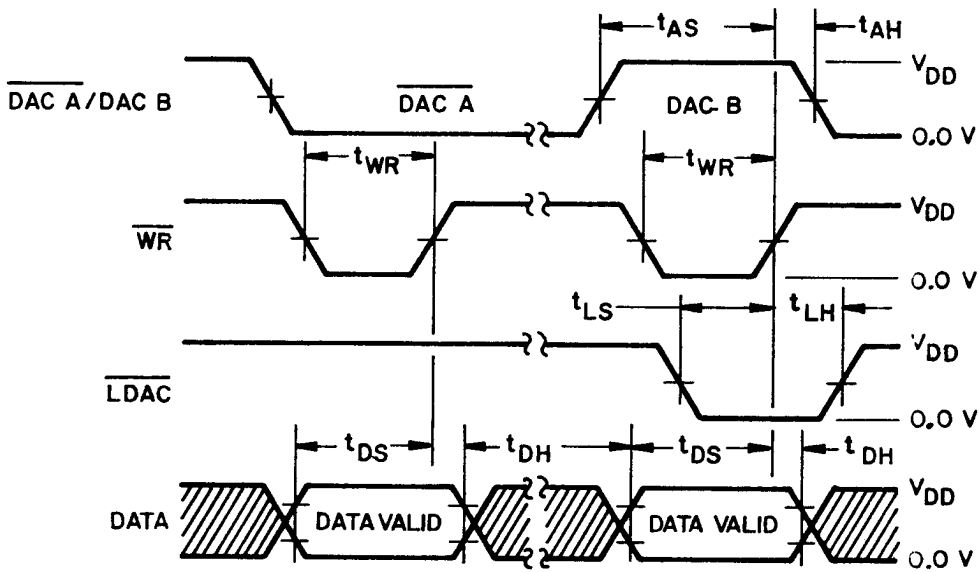 tAS tAH
DAC A/DAC B DAC A DAC B VDD
0.0 V
tWR tWR
WR VDD
0.0 V
tLS tLH
LDAC VDD
0.0 V
tDS tDH tDS tDH
DATA DATA VALID DATA VALID VDD
0.0 V